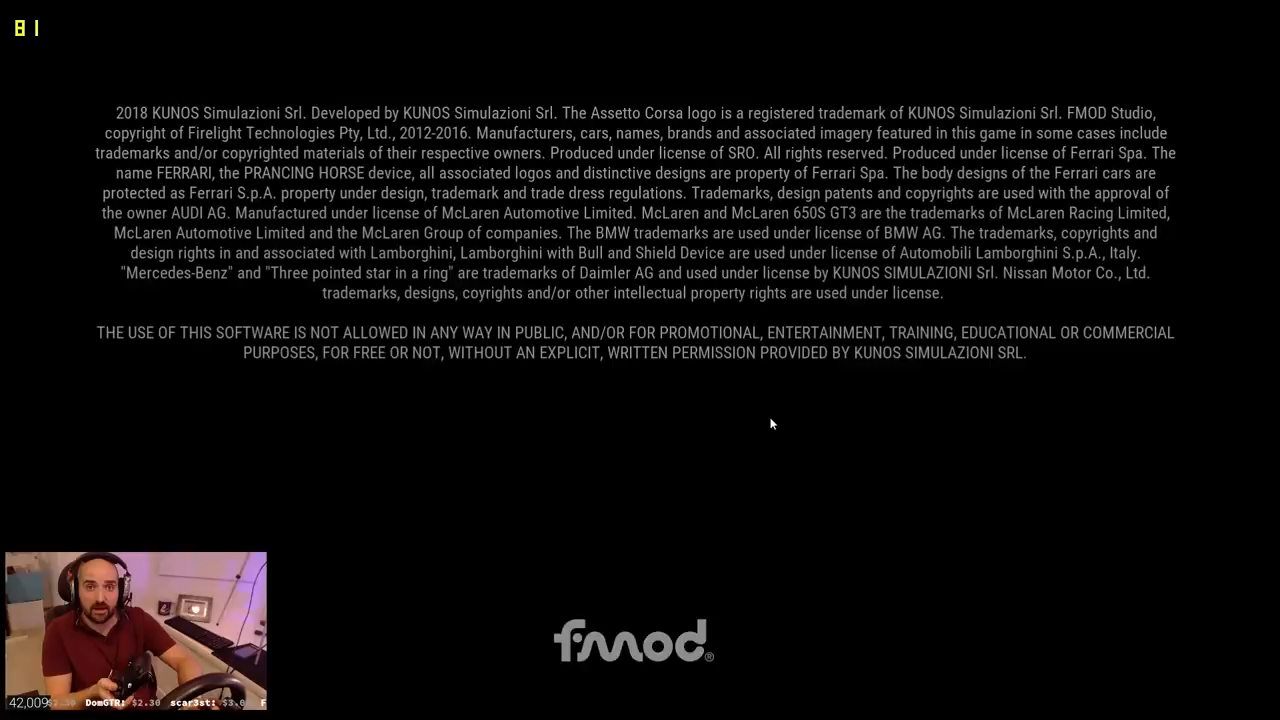 81
2018 KUNOS Simulazioni Srl. Developed by KUNOS Simulazioni Srl. The Assetto Corsa logo is a registered trademark of KUNOS Simulazioni Srl. FMOD Studio,
copyright of Firelight Technologies Pty, Ltd., 2012-2016. Manufacturers, cars, names, brands and associated imagery featured in this game in some cases include
trademarks and/or copyrighted materials of their respective owners. Produced under license of SRO. All rights reserved. Produced under license of Ferrari Spa. The
name FERRARI, the PRANCING HORSE device, all associated logos and distinctive designs are property of Ferrari Spa. The body designs of the Ferrari cars are
protected as Ferrari S.p.A. property under design, trademark and trade dress regulations. Trademarks, design patents and copyrights are used with the approval of
the owner AUDI AG. Manufactured under license of McLaren Automotive Limited. McLaren and McLaren 650S GT3 are the trademarks of McLaren Racing Limited,
McLaren Automotive Limited and the McLaren Group of companies. The BMW trademarks are used under license of BMW AG. The trademarks, copyrights and
design rights in and associated with Lamborghini, Lamborghini with Bull and Shield Device are used under license of Automobili Lamborghini S.p.A., Italy.
"Mercedes-Benz" and "Three pointed star in a ring" are trademarks of Daimler AG and used under license by KUNOS SIMULAZIONI Srl. Nissan Motor Co., Ltd.
trademarks, designs, coyrights and/or other intellectual property rights are used under license.
THE USE OF THIS SOFTWARE IS NOT ALLOWED IN ANY WAY IN PUBLIC, AND/OR FOR PROMOTIONAL, ENTERTAINMENT, TRAINING, EDUCATIONAL OR COMMERCIAL
PURPOSES, FOR FREE OR NOT, WITHOUT AN EXPLICIT, WRITTEN PERMISSION PROVIDED BY KUNOS SIMULAZIONI SRL.
fmod®
42,009 DomGTR: $2.30 scar3st: F